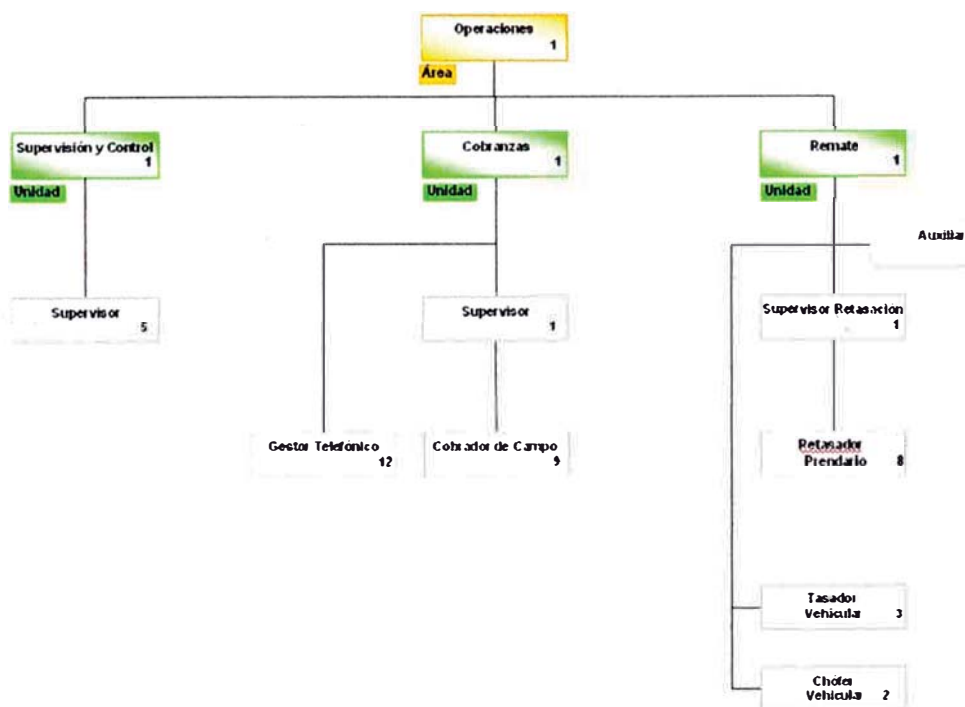 Operaciones
1
Área
Supervisión y Control
1
Unidad
Cobranzas
1
Unidad
Remate
1
Unidad
Auxiliar
Supervisor
5
Supervisor
1
Supervisor Retasación
1
Gestor Telefónico
12
Cobrador de Campo
9
Retasador
Prendario 8
Tasador
Vehicular 3
Chófer
Vehicular 2